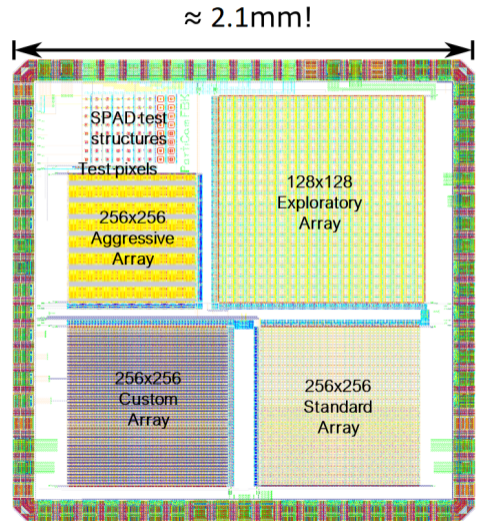 ≈ 2.1mm!
SPAD test
structures
Test pixels
128x128
Exploratory
Array
256x256
Aggressive
Array
256x256
Custom
Array
256x256
Standard
Array